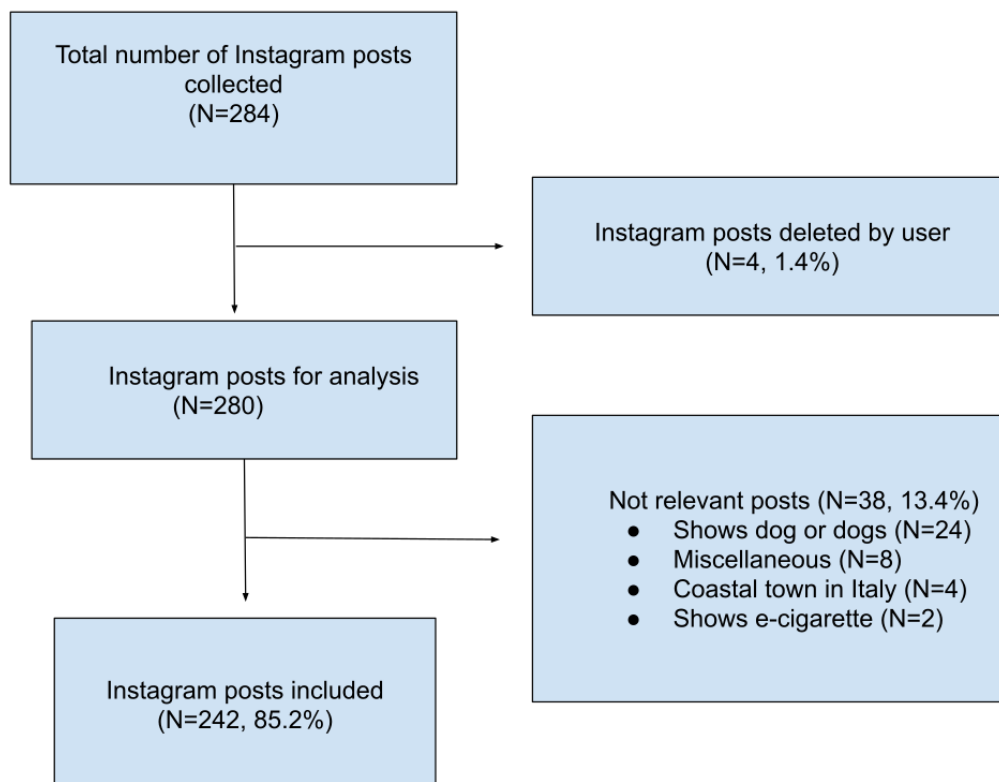 Total number of Instagram posts
collected
(N=284)
Instagram posts deleted by user
(N=4, 1.4%)
Instagram posts for analysis
(N=280)
Not relevant posts (N=38, 13.4%)
● Shows dog or dogs (N=24)
● Miscellaneous (N=8)
● Coastal town in Italy (N=4)
● Shows e-cigarette (N=2)
Instagram posts included
(N=242, 85.2%)